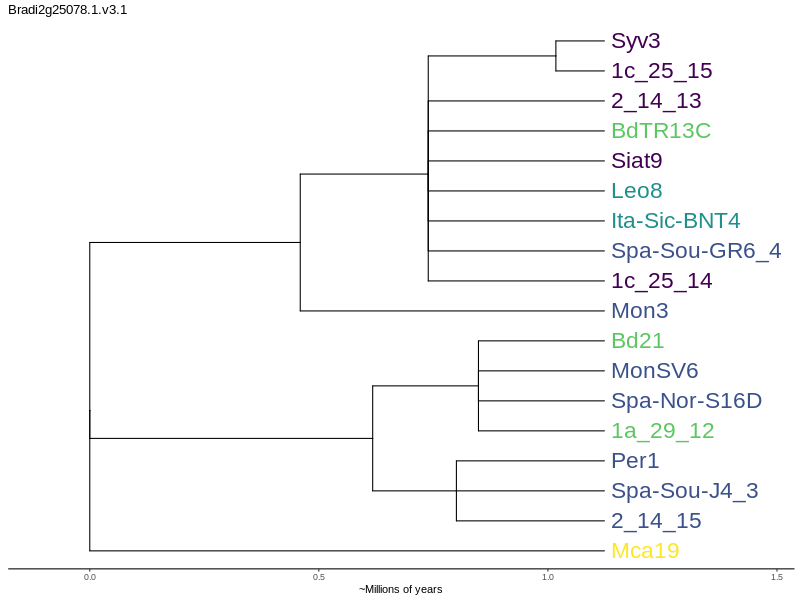 Bradi2g25078.1.v3.1
Syv3
1c_25_15
2_14_13
BdTR13C
Siat9
Leo8
Ita-Sic-BNT4
Spa-Sou-GR6_4
1c_25_14
Mon3
Bd21
MonSV6
Spa-Nor-S16D
1a_29_12
Per1
Spa-Sou-J4_3
2_14_15
Mca19
0.0 0.5 1.0 1.5
~Millions of years